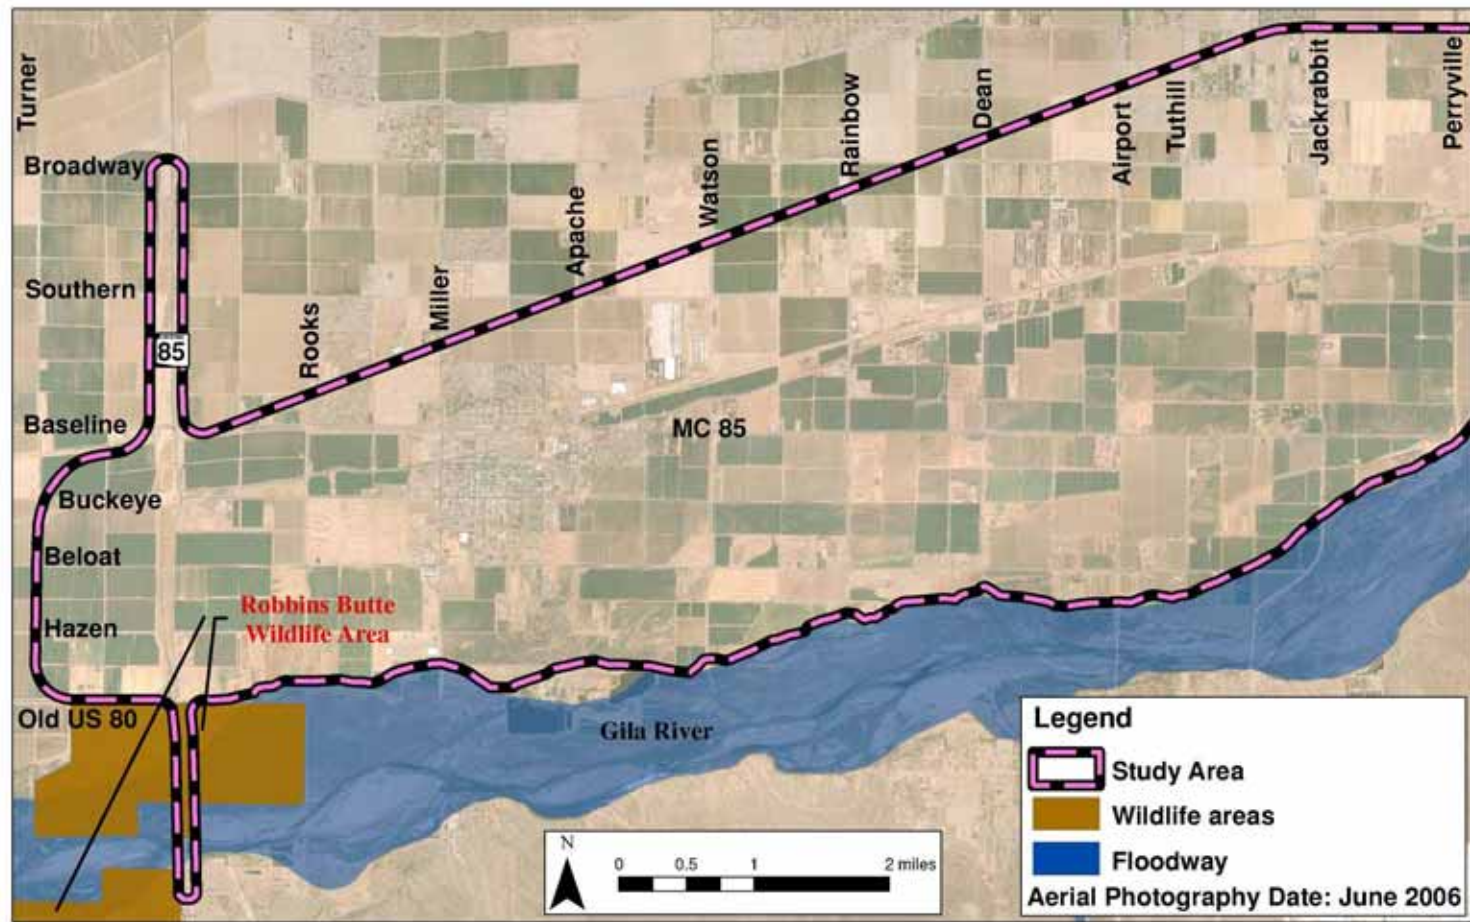 Turner
Broadway
Southern
85
Baseline
Buckeye
Beloat
Hazen
Old US 80
Rooks
Miller
Apache
Watson
Rainbow
Dean
Airport
Tuthill
Jackrabbit
Perryville
MC 85
Robbins Butte
Wildlife Area
Gila River
N
0 0.5 1 2 miles
Legend
Study Area
Wildlife areas
Floodway
Aerial Photography Date: June 2006